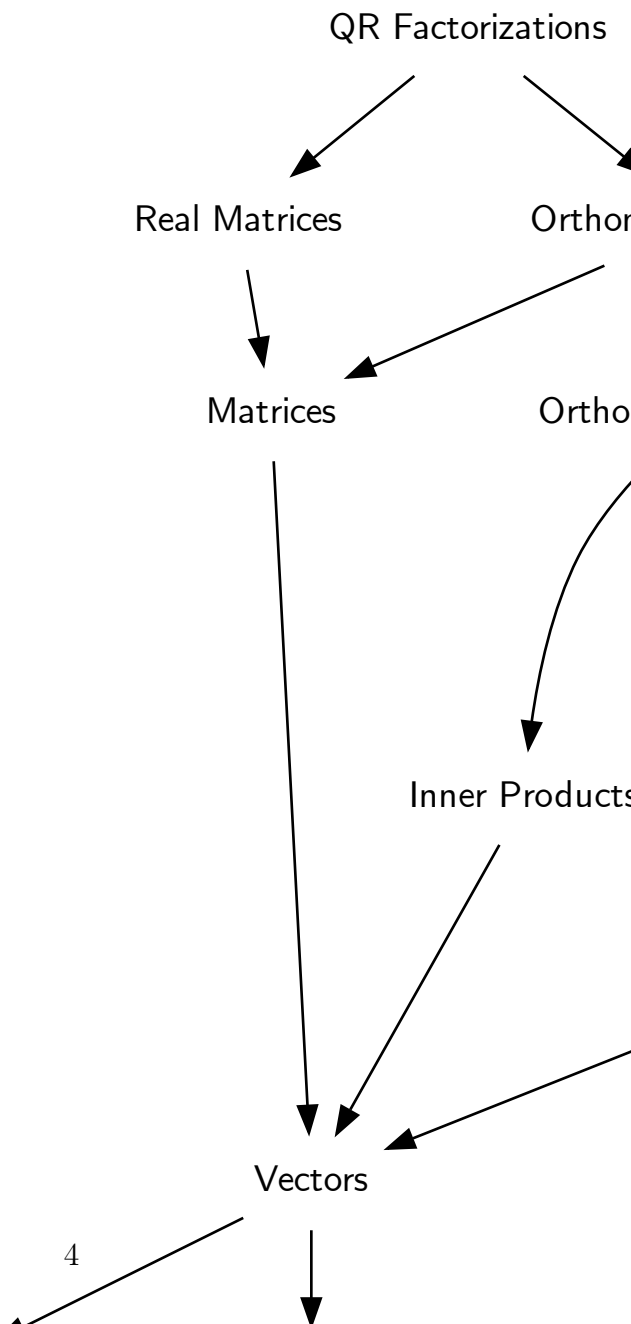 QR Factorizations
Real Matrices
Matrices
Inner Products
Vectors
4